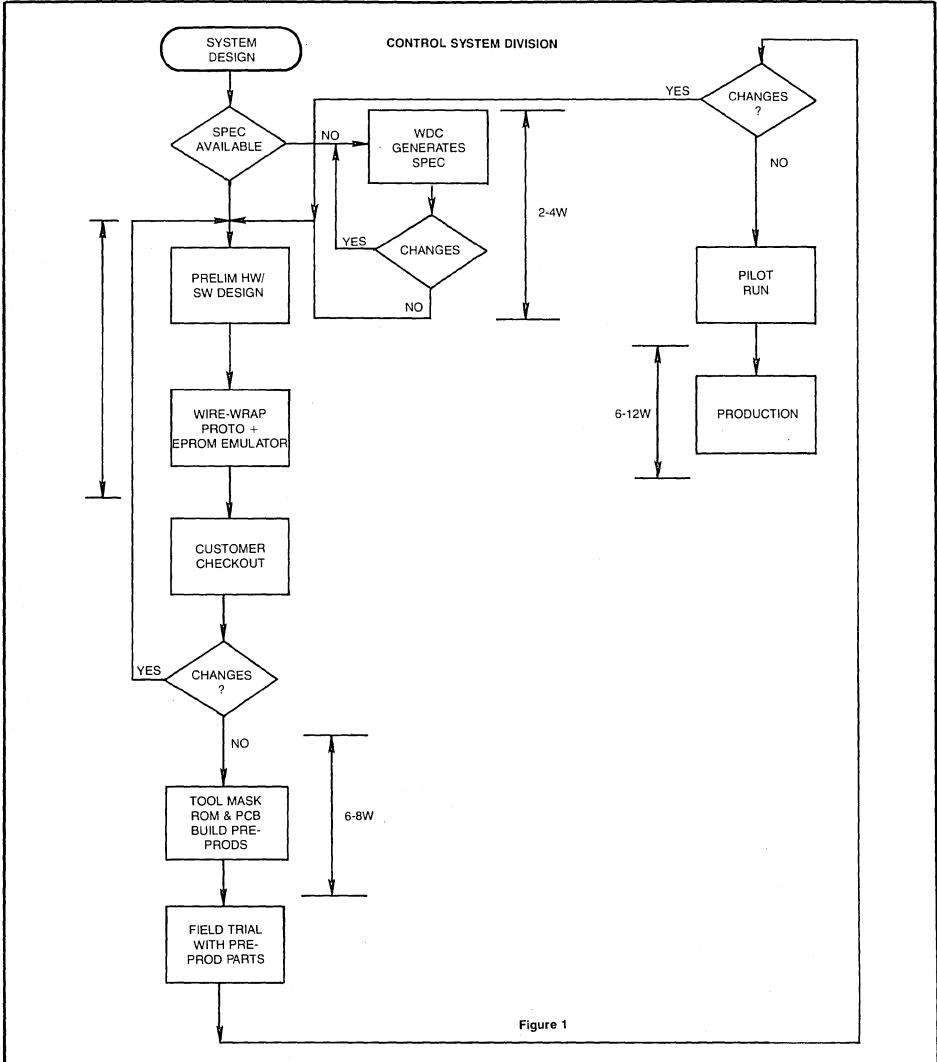 SYSTEM
DESIGN
CONTROL SYSTEM DIVISION
SPEC
AVAILABLE
NO
WDC
GENERATES
SPEC
YES
CHANGES
NO
2-4W
PRELIM HW/
SW DESIGN
WIRE-WRAP
PROTO +
EPROM EMULATOR
CUSTOMER
CHECKOUT
CHANGES
?
YES
NO
TOOL MASK
ROM & PCB
BUILD PRE-
PRODS
6-8W
FIELD TRIAL
WITH PRE-
PROD PARTS
YES
CHANGES
?
NO
PILOT
RUN
6-12W
PRODUCTION
Figure 1